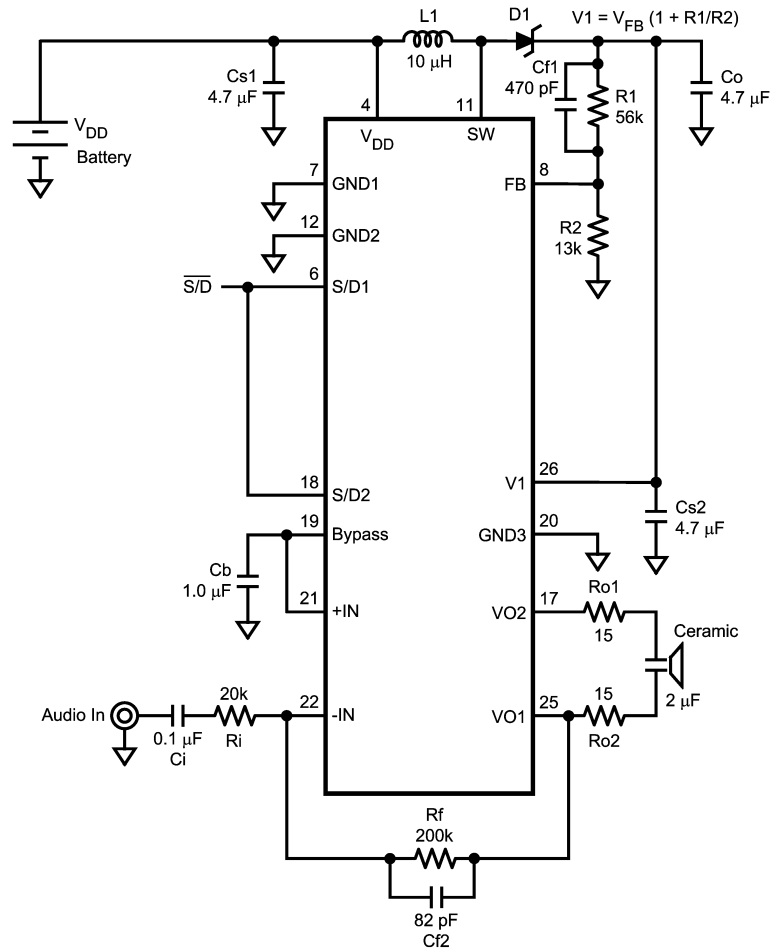 L1
D1
V1 = VFB (1 + R1/R2)
10 μH
Cs1
4.7 μF
Cf1
470 pF
R1
56k
Co
4.7 μF
VDD
Battery
4
11
VDD
SW
7
GND1
8
FB
12
GND2
R2
13k
S/D
6
S/D1
18
S/D2
26
V1
19
Bypass
20
GND3
Cs2
4.7 μF
Cb
1.0 μF
21
+IN
17
VO2
Ro1
15
Ceramic
2 μF
Audio In
0.1 μF
Ci
20k
Ri
22
-IN
25
VO1
15
Ro2
Rf
200k
82 pF
Cf2